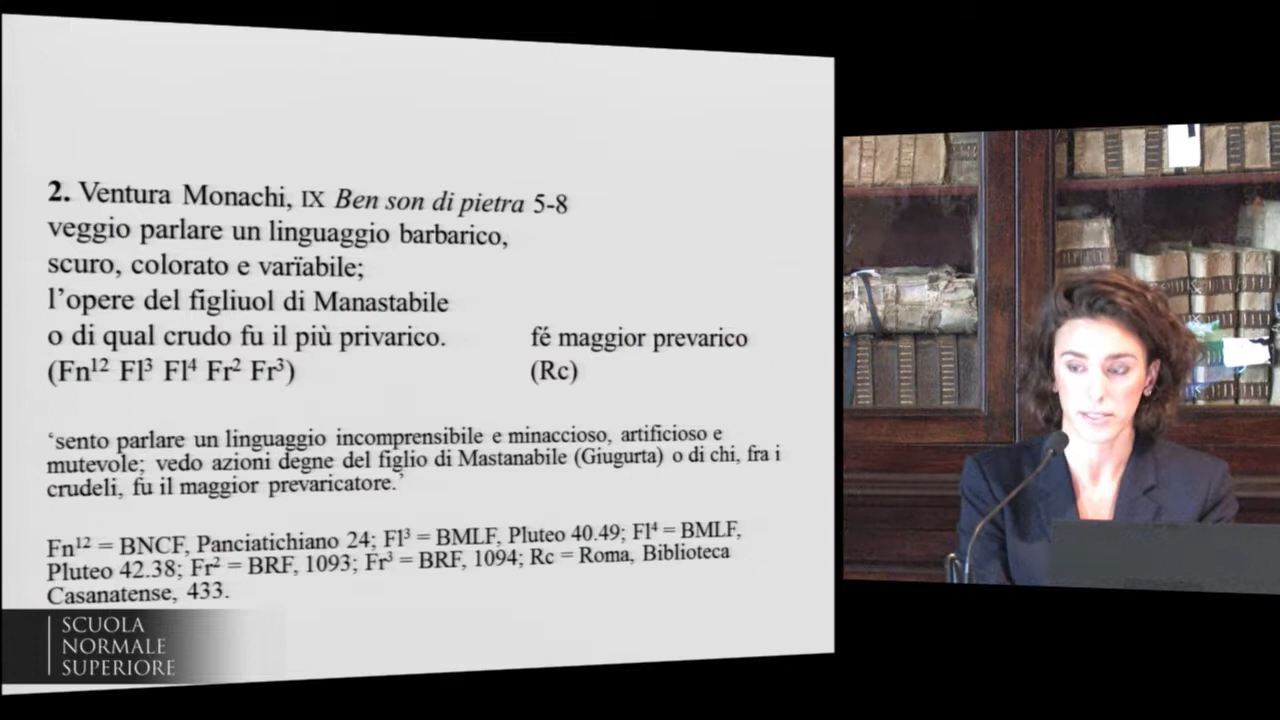 2. Ventura Monachi, IX Ben son di pietra 5-8
veggio parlare un linguaggio barbarico,
scuro, colorato e varïabile;
l’opere del figliuol di Manastabile
o di qual crudo fu il più privarico. fé maggior prevarico
(Fn¹² Fl³ Fl⁴ Fr² Fr³) (Rc)
‘sento parlare un linguaggio incomprensibile e minaccioso, artificioso e
mutevole; vedo azioni degne del figlio di Mastanabile (Giugurta) o di chi, fra i
crudeli, fu il maggior prevaricatore.’
Fn¹² = BNCF, Panciatichiano 24; Fl³ = BMLF, Pluteo 40.49; Fl⁴ = BMLF,
Pluteo 42.38; Fr² = BRF, 1093; Fr³ = BRF, 1094; Rc = Roma, Biblioteca
Casanatense, 433.
SCUOLA
NORMALE
SUPERIORE